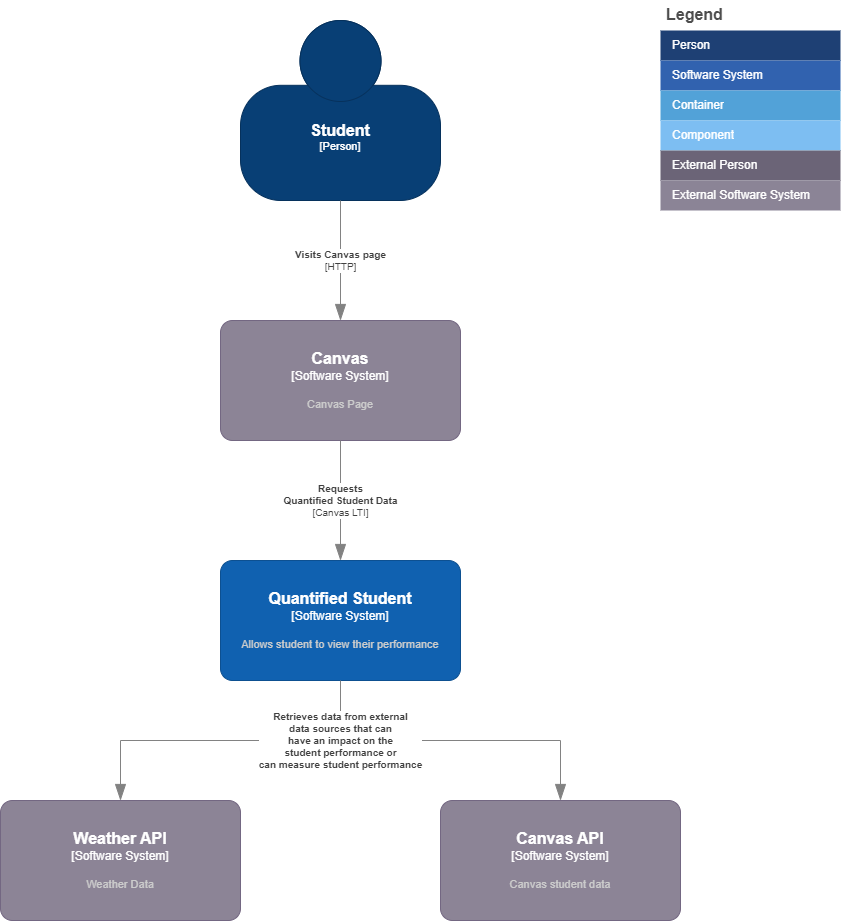 Legend
Person
Software System
Container
Component
External Person
External Software System
Student
[Person]
Visits Canvas page
[HTTP]
Canvas
[Software System]
Canvas Page
Requests
Quantified Student Data
[Canvas LTI]
Quantified Student
[Software System]
Allows student to view their performance
Retrieves data from external
data sources that can
have an impact on the
student performance or
can measure student performance
Weather API
[Software System]
Weather Data
Canvas API
[Software System]
Canvas student data